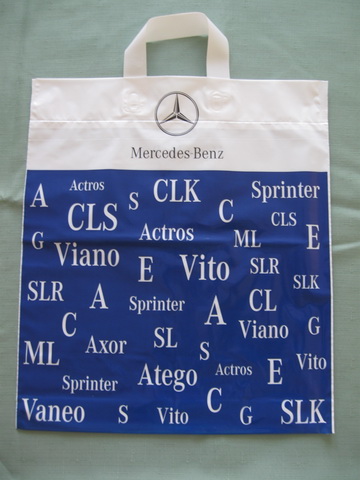 Mercedes-Benz
A Actros S CLK Sprinter
CLS C CLS
G Viano Actros ML E
E Vito SLR SLK
SLR A Sprinter A CL
C SL Viano G
ML Axor S Vito
Sprinter Atego Actros E
Vaneo S Vito C G SLK